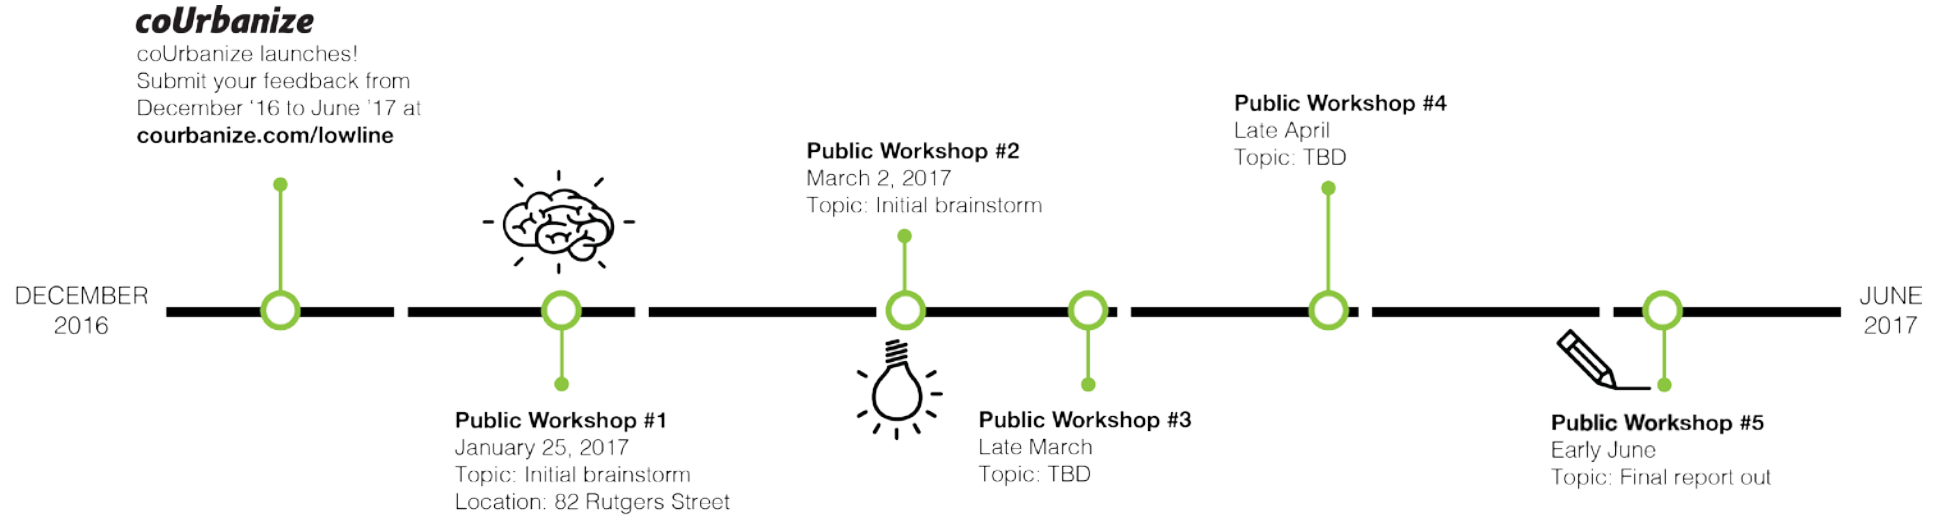 coUrbanize
coUrbanize launches!
Submit your feedback from
December ‘16 to June ’17 at
courbanize.com/lowline
Public Workshop #4
Late April
Topic: TBD
Public Workshop #2
March 2, 2017
Topic: Initial brainstorm
DECEMBER
2016
JUNE
2017
Public Workshop #1
January 25, 2017
Topic: Initial brainstorm
Location: 82 Rutgers Street
Public Workshop #3
Late March
Topic: TBD
Public Workshop #5
Early June
Topic: Final report out